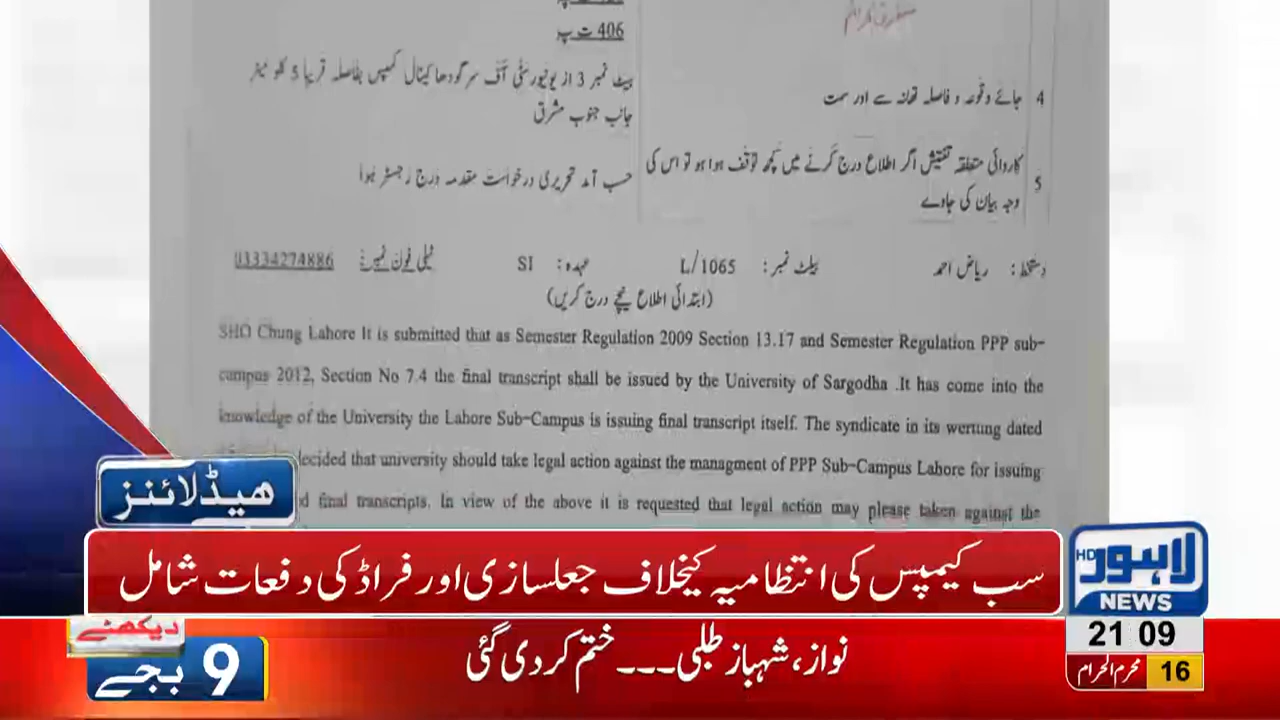 406 ت پ
4 جائے وقوعہ و فاصلہ تھانہ سے اور سمت
بیٹ نمبر 3 از یونیورسٹی آف سرگودھا کینال کیمپس بفاصلہ قریبا 5 کلو میٹر
جانب جنوب مشرق
5 کاروائی متعلقہ تفتیش اگر اطلاع درج کرنے میں کچھ توقف ہوا ہو تو اس کی
وجہ بیان کی جاوے
حسب آمد تحریری درخواست مقدمہ درج رجسٹر ہوا
دستخط: ریاض احمد بیلٹ نمبر: L/1065 عہدہ: SI ٹیلی فون نمبر: 03334274886
(ابتدائی اطلاع نیچے درج کریں)
SHO Chung Lahore It is submitted that as Semester Regulation 2009 Section 13.17 and Semester Regulation PPP sub-
campus 2012, Section No 7.4 the final transcript shall be issued by the University of Sargodha .It has come into the
knowledge of the University the Lahore Sub-Campus is issuing final transcript itself. The syndicate in its wertung dated
decided that university should take legal action against the managment of PPP Sub-Campus Lahore for issuing
final transcripts. In view of the above it is requested that legal action may please taken against the
ہیڈلائنز
سب کیمپس کی انتظامیہ کیخلاف جعلسازی اور فراڈ کی دفعات شامل
لاہور HD
NEWS
دیکھئے
9 بجے
نواز، شہباز طلبی --- ختم کر دی گئی
21 09
16 محرم الحرام